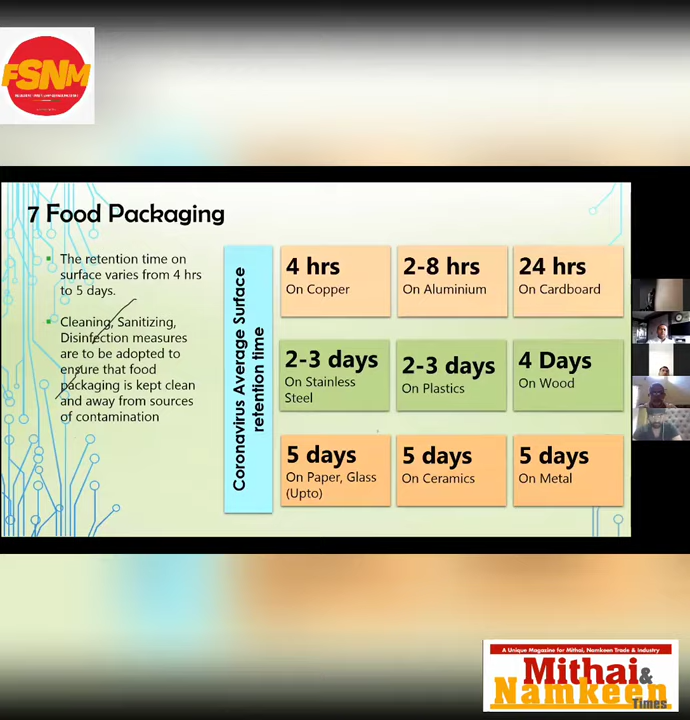 FSNM
7 Food Packaging
The retention time on
surface varies from 4 hrs
to 5 days.
Cleaning, Sanitizing,
Disinfection measures
are to be adopted to
ensure that food
packaging is kept clean
and away from sources
of contamination
Coronavirus Average Surface
retention time
4 hrs
On Copper
2-8 hrs
On Aluminium
24 hrs
On Cardboard
2-3 days
On Stainless
Steel
2-3 days
On Plastics
4 Days
On Wood
5 days
On Paper, Glass
(Upto)
5 days
On Ceramics
5 days
On Metal
A Unique Magazine for Mithai, Namkeen Trade & Industry
Mithai &
Namkeen
Times